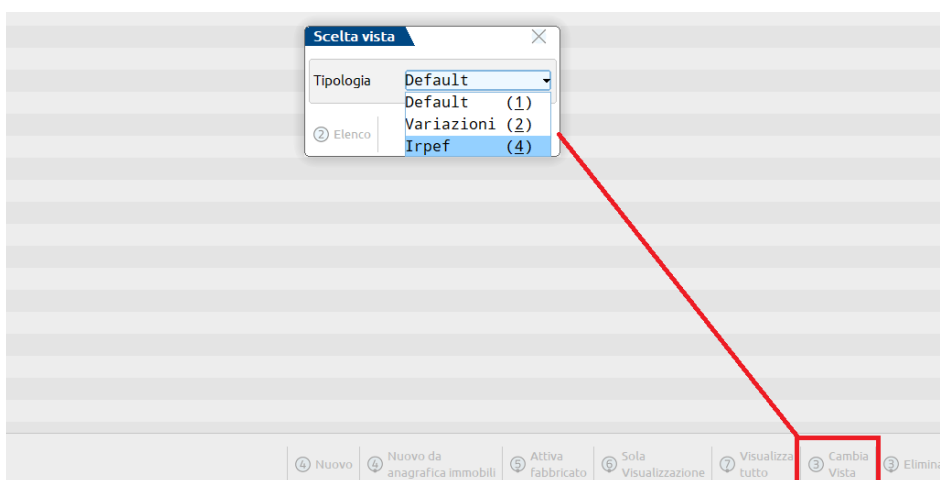 Scelta vista
Tipologia Default
Default (1)
Variazioni (2)
Irpef (4)
② Elenco
④ Nuovo
④ Nuovo da
anagrafica immobili
⑤ Attiva
fabbricato
⑥ Sola
Visualizzazione
⑦ Visualizza
tutto
③ Cambia
Vista
③ Elimina